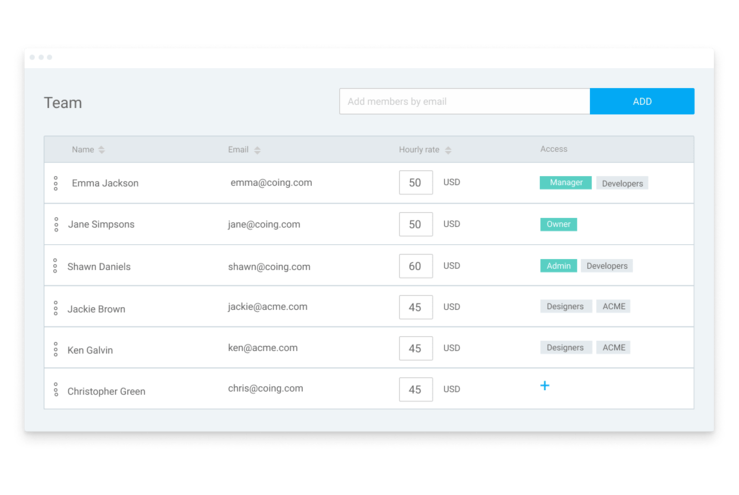 Team
Add members by email
ADD
Name Email Hourly rate Access
Emma Jackson emma@coing.com 50 USD Manager Developers
Jane Simpsons jane@coing.com 50 USD Owner
Shawn Daniels shawn@coing.com 60 USD Admin Developers
Jackie Brown jackie@acme.com 45 USD Designers ACME
Ken Galvin ken@acme.com 45 USD Designers ACME
Christopher Green chris@coing.com 45 USD +